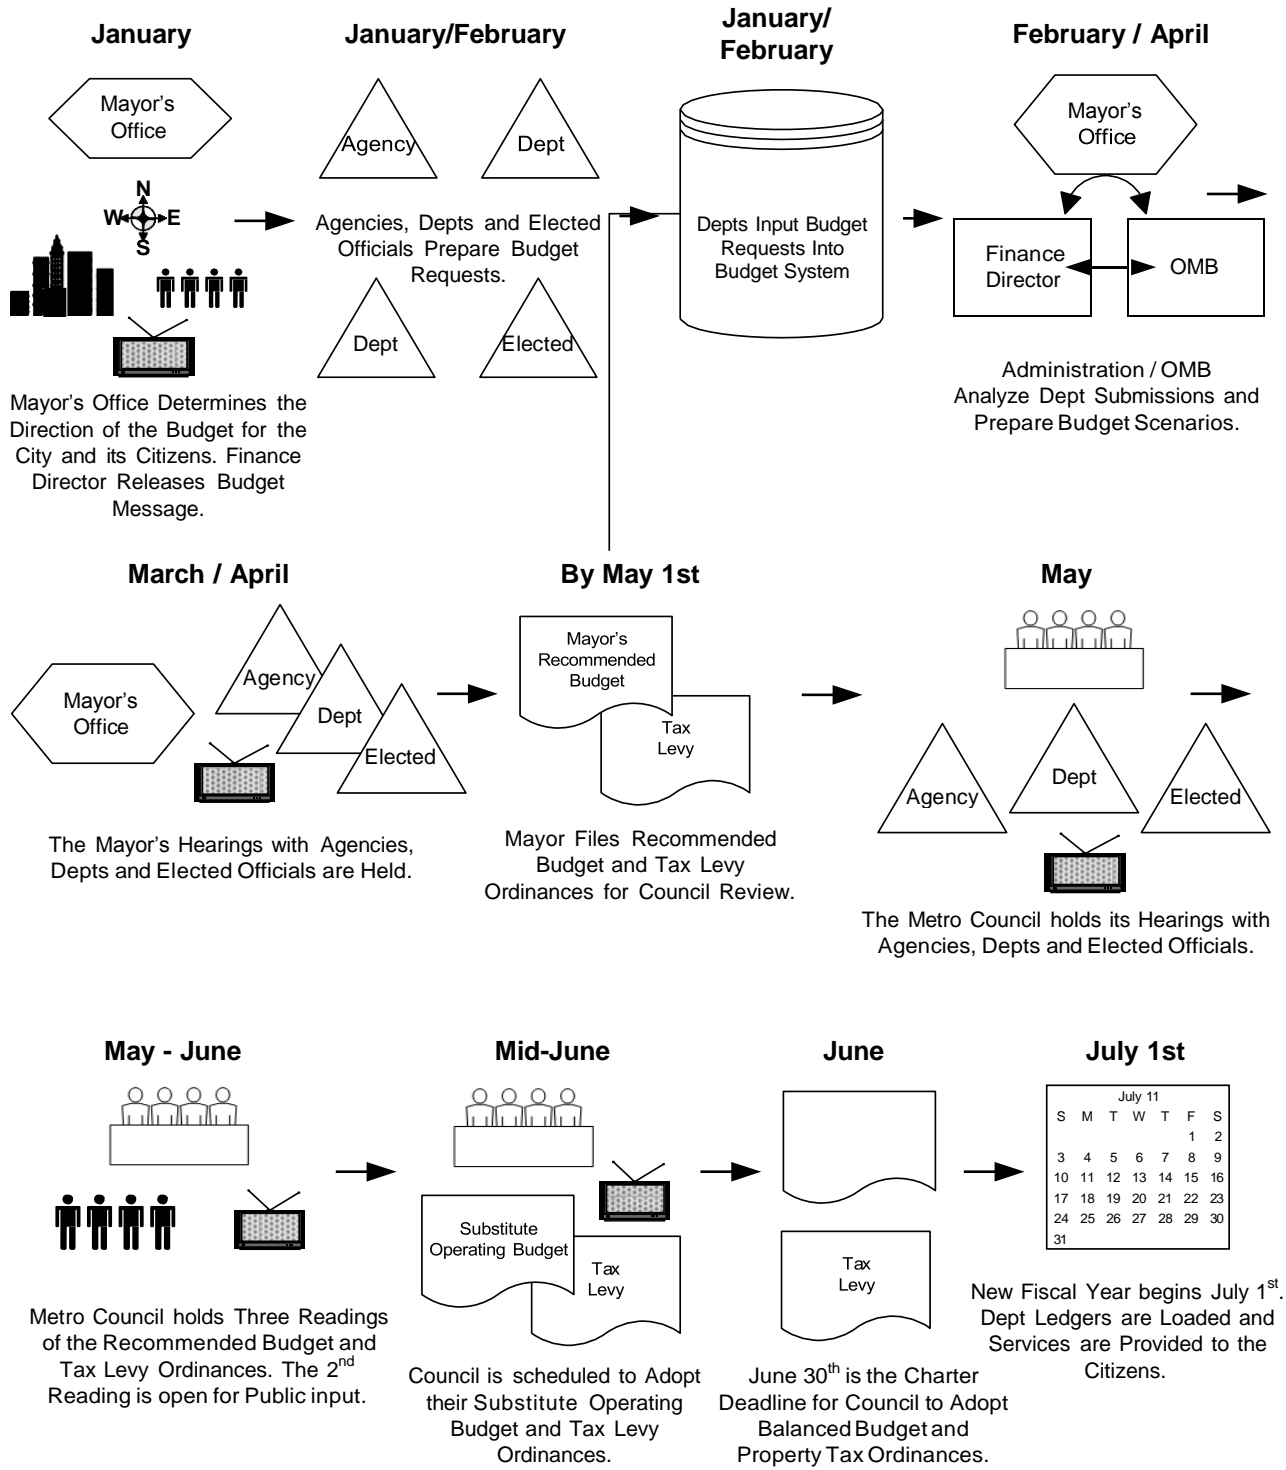 January
Mayor's
Office
N
W E
S
Mayor's Office Determines the
Direction of the Budget for the
City and its Citizens. Finance
Director Releases Budget
Message.
January/February
Agency
Dept
Agencies, Depts and Elected
Officials Prepare Budget
Requests.
Dept
Elected
January/
February
Depts Input Budget
Requests Into
Budget System
February / April
Mayor's
Office
Finance
Director
OMB
Administration / OMB
Analyze Dept Submissions and
Prepare Budget Scenarios.
March / April
Mayor's
Office
Agency
Dept
Elected
The Mayor's Hearings with Agencies,
Depts and Elected Officials are Held.
By May 1st
Mayor's
Recommended
Budget
Tax
Levy
Mayor Files Recommended
Budget and Tax Levy
Ordinances for Council Review.
May
Agency
Dept
Elected
The Metro Council holds its Hearings with
Agencies, Depts and Elected Officials.
May - June
Metro Council holds Three Readings
of the Recommended Budget and
Tax Levy Ordinances. The 2nd
Reading is open for Public input.
Mid-June
Substitute
Operating Budget
Tax
Levy
Council is scheduled to Adopt
their Substitute Operating
Budget and Tax Levy
Ordinances.
June
Tax
Levy
June 30th is the Charter
Deadline for Council to Adopt
Balanced Budget and
Property Tax Ordinances.
July 1st
July 11
S M T W T F S
1 2
3 4 5 6 7 8 9
10 11 12 13 14 15 16
17 18 19 20 21 22 23
24 25 26 27 28 29 30
31
New Fiscal Year begins July 1st.
Dept Ledgers are Loaded and
Services are Provided to the
Citizens.